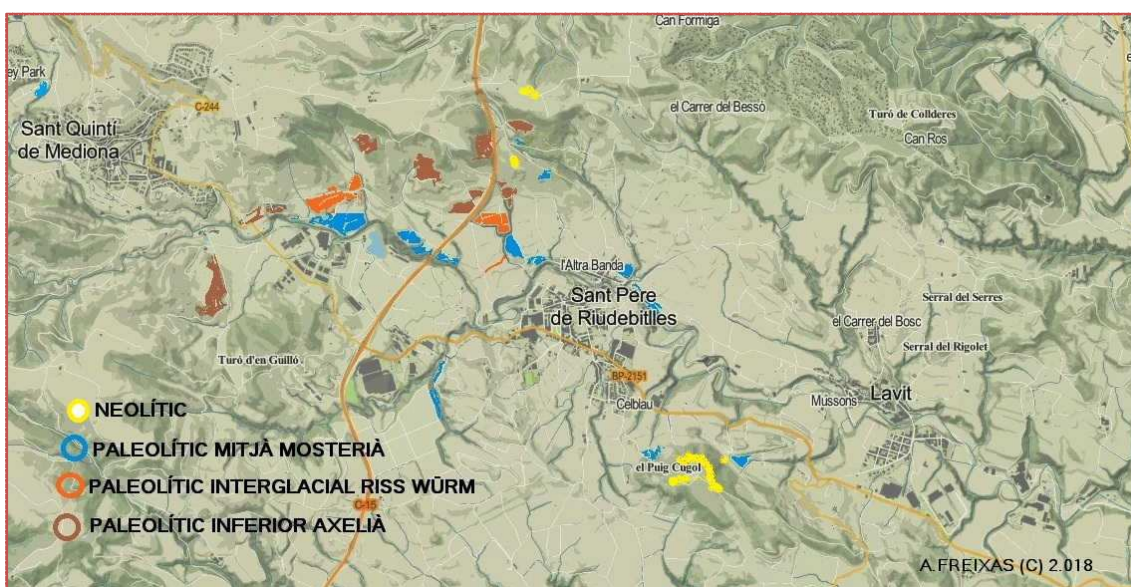 Can Formiga
ey Park
C-244
el Carrer del Bessó
Turó de Collderes
Can Ros
Sant Quintí
de Mediona
l'Altra Banda
Sant Pere
de Riudebitlles
Serral del Serres
el Carrer del Bosc
Serral del Rigolet
Turó d'en Guilló
BP-2151
Lavit
Mussons
Celblau
NEOLÍTIC
PALEOLÍTIC MITJÀ MOSTERIÀ
el Puig Cugol
PALEOLÍTIC INTERGLACIAL RISS WÜRM
C-15
PALEOLÍTIC INFERIOR AXELIÀ
A.FREIXAS (C) 2.018